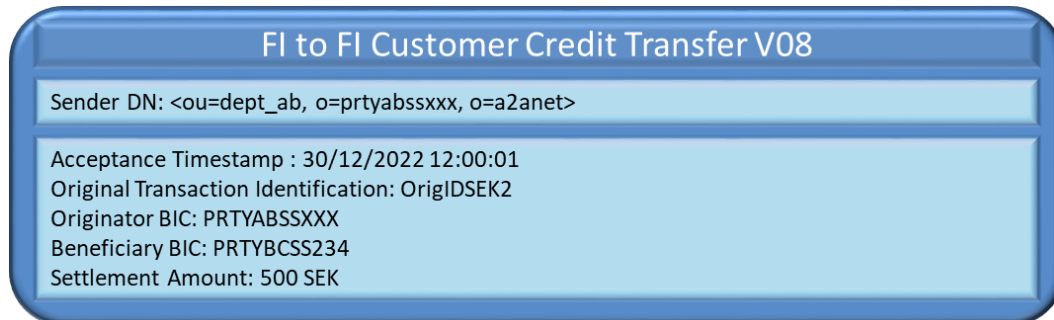 FI to FI Customer Credit Transfer V08
Sender DN: <ou=dept_ab, o=prtyabssxxx, o=a2anet>
Acceptance Timestamp : 30/12/2022 12:00:01
Original Transaction Identification: OrigIDSEK2
Originator BIC: PRTYABSSXXX
Beneficiary BIC: PRTYBCSS234
Settlement Amount: 500 SEK